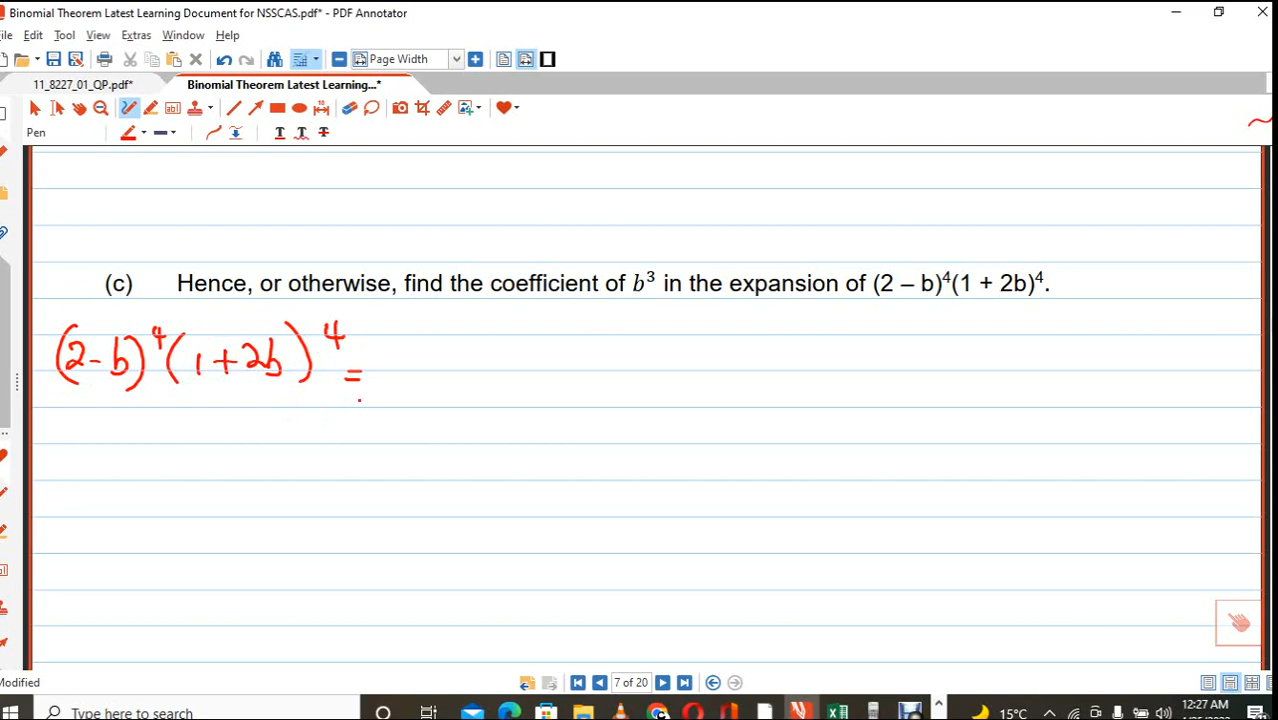 Binomial Theorem Latest Learning Document for NSSCAS.pdf* - PDF Annotator
Edit Tool View Extras Window Help
Page Width
11_8227_01_QP.pdf* Binomial Theorem Latest Learning...*
Pen
(c) Hence, or otherwise, find the coefficient of b³ in the expansion of (2 – b)⁴(1 + 2b)⁴.
(2-b)⁴(1+2b)⁴=
7 of 20
Modified
Type here to search
15°C
12:27 AM